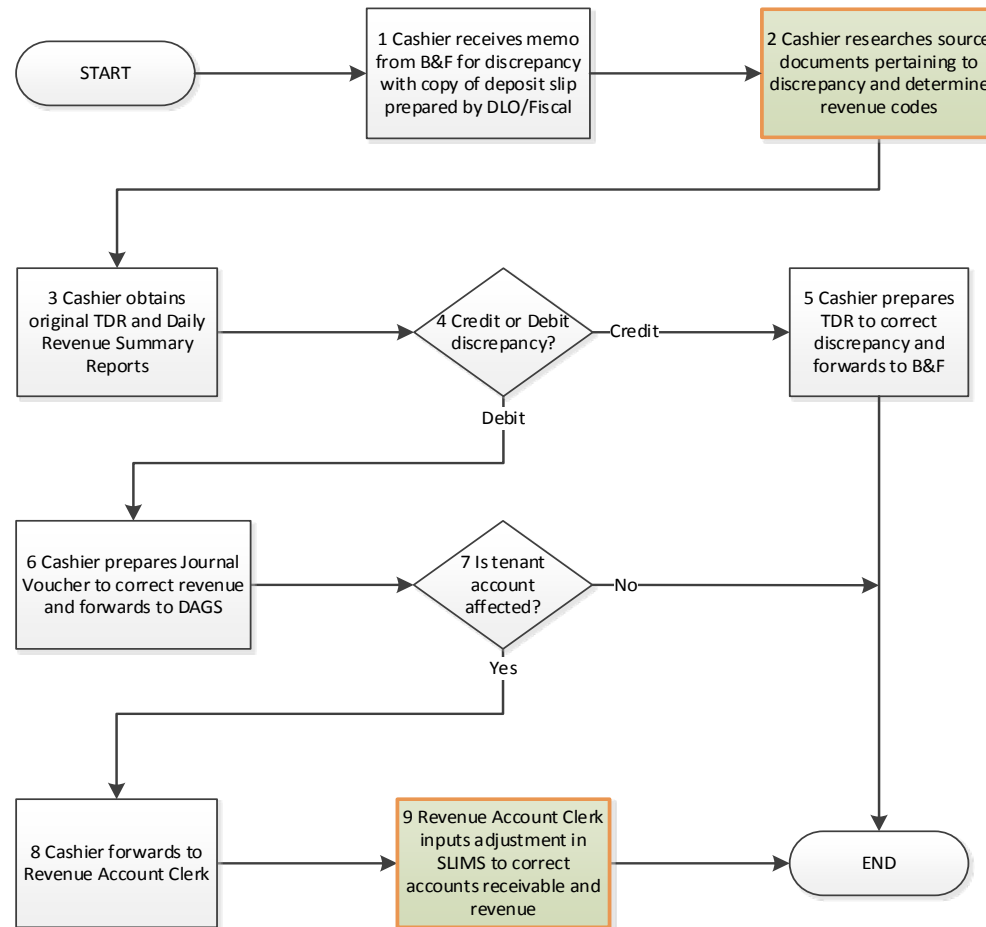 START
1 Cashier receives memo
from B&F for discrepancy
with copy of deposit slip
prepared by DLO/Fiscal
2 Cashier researches source
documents pertaining to
discrepancy and determine
revenue codes
3 Cashier obtains
original TDR and Daily
Revenue Summary
Reports
4 Credit or Debit
discrepancy?
Credit
5 Cashier prepares
TDR to correct
discrepancy and
forwards to B&F
Debit
6 Cashier prepares Journal
Voucher to correct revenue
and forwards to DAGS
7 Is tenant
account
affected?
No
Yes
8 Cashier forwards to
Revenue Account Clerk
9 Revenue Account Clerk
inputs adjustment in
SLIMS to correct
accounts receivable and
revenue
END